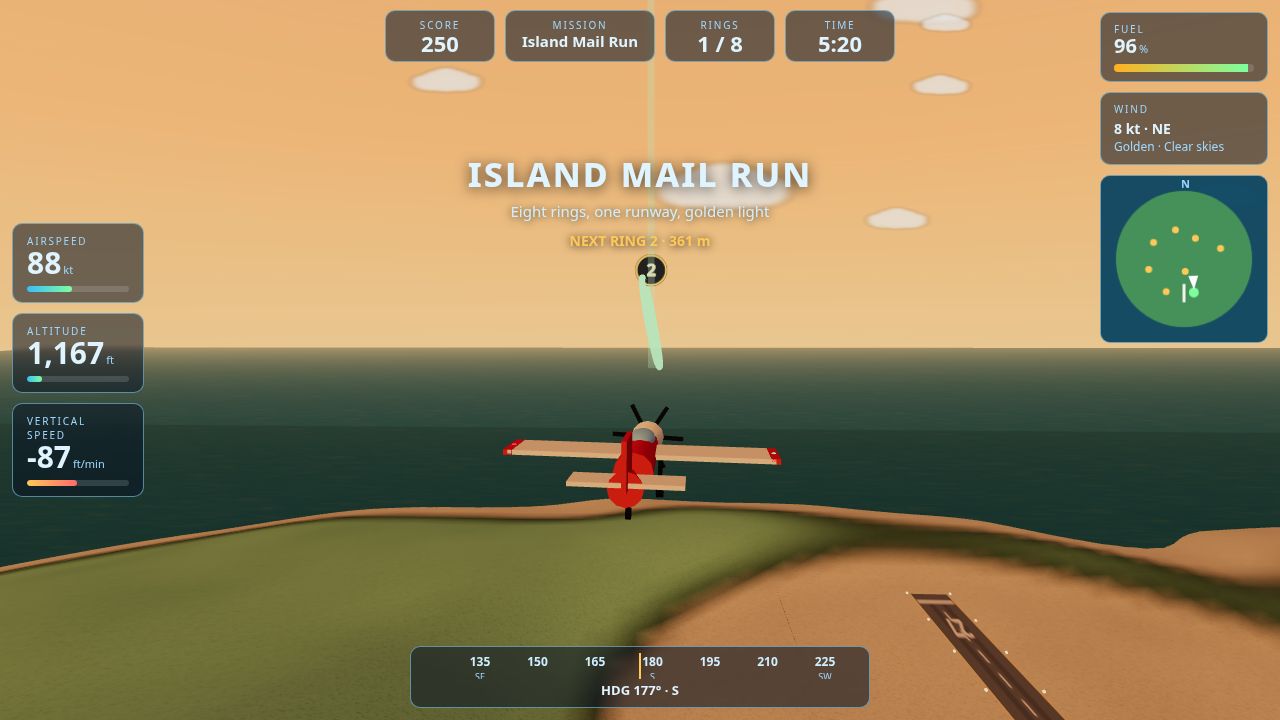 SCORE
250
MISSION
Island Mail Run
RINGS
1 / 8
TIME
5:20
FUEL
96 %
WIND
8 kt · NE
Golden · Clear skies
N
ISLAND MAIL RUN
Eight rings, one runway, golden light
NEXT RING 2 · 361 m
2
AIRSPEED
88 kt
ALTITUDE
1,167 ft
VERTICAL
SPEED
-87 ft/min
135 150 165 180 195 210 225
SE S SW
HDG 177° · S